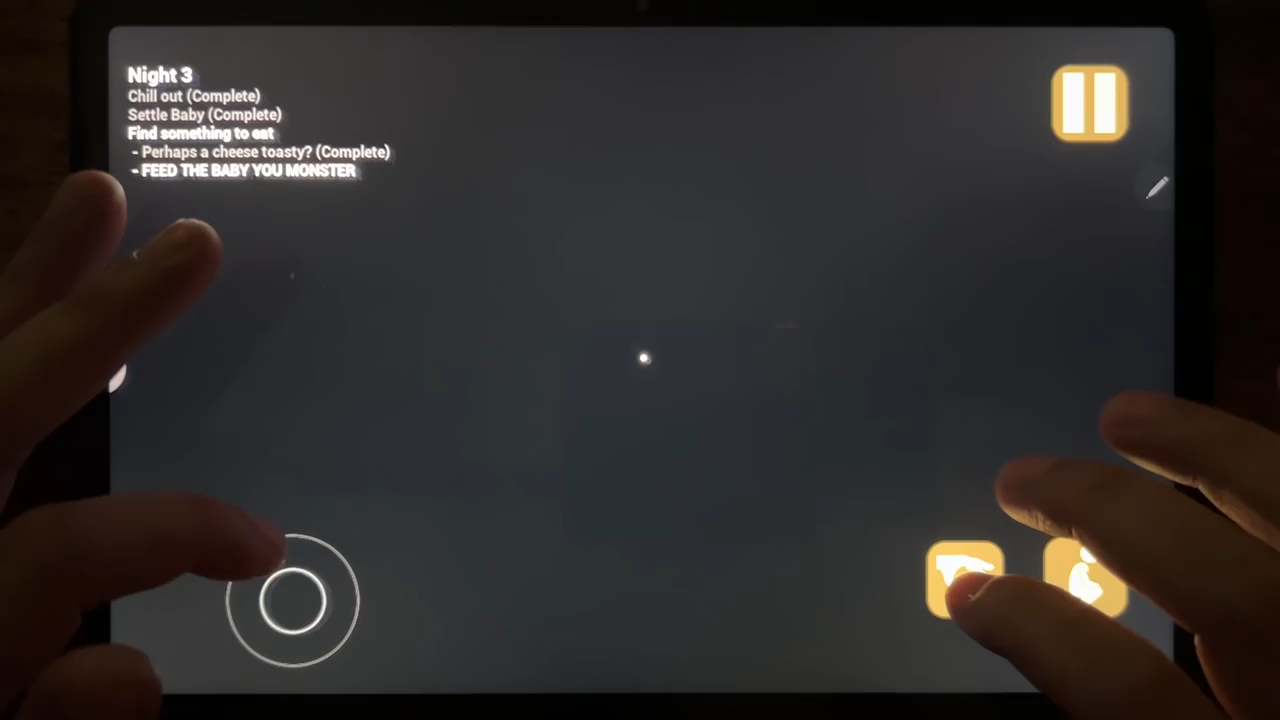 Night 3
Chill out (Complete)
Settle Baby (Complete)
Find something to eat
- Perhaps a cheese toasty? (Complete)
- FEED THE BABY YOU MONSTER